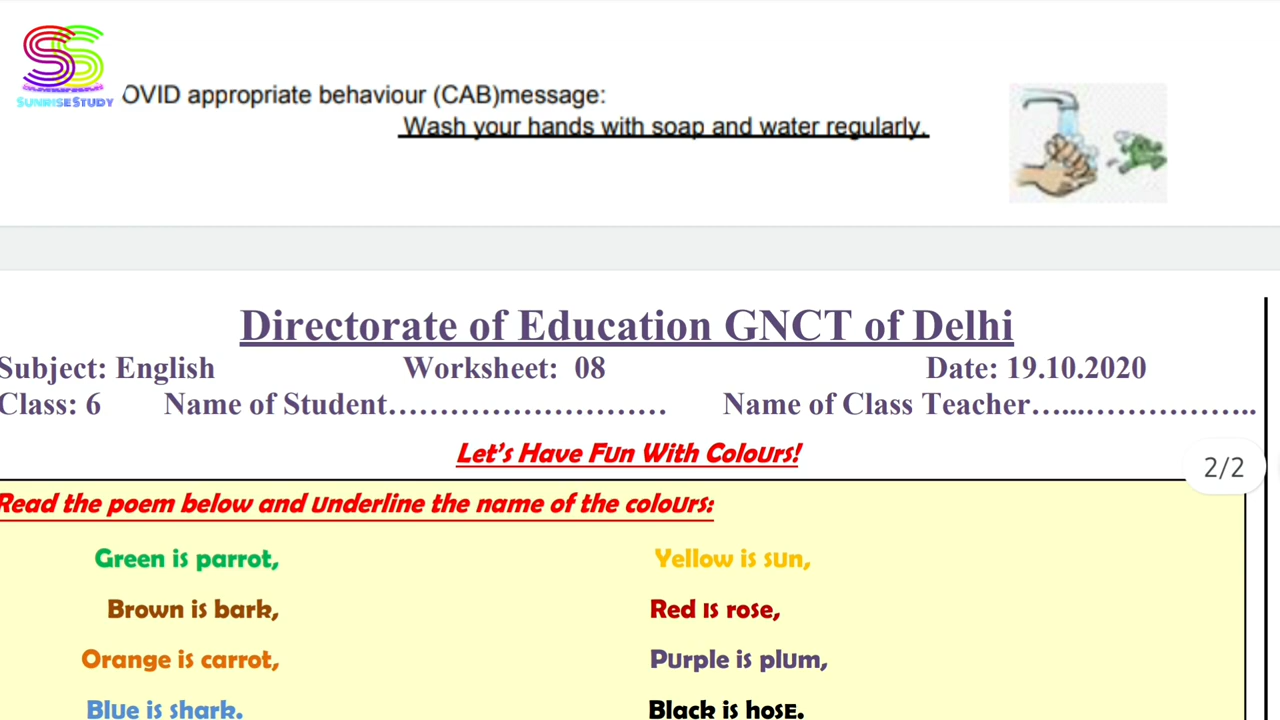 SUNRISE STUDY
OVID appropriate behaviour (CAB)message:
Wash your hands with soap and water regularly.
Directorate of Education GNCT of Delhi
Subject: English Worksheet: 08 Date: 19.10.2020
Class: 6 Name of Student……………………… Name of Class Teacher…...……………..
Let's Have Fun With Colours!
2/2
Read the poem below and underline the name of the colours:
Green is parrot, Yellow is sun,
Brown is bark, Red is rose,
Orange is carrot, Purple is plum,
Blue is shark. Black is hose.